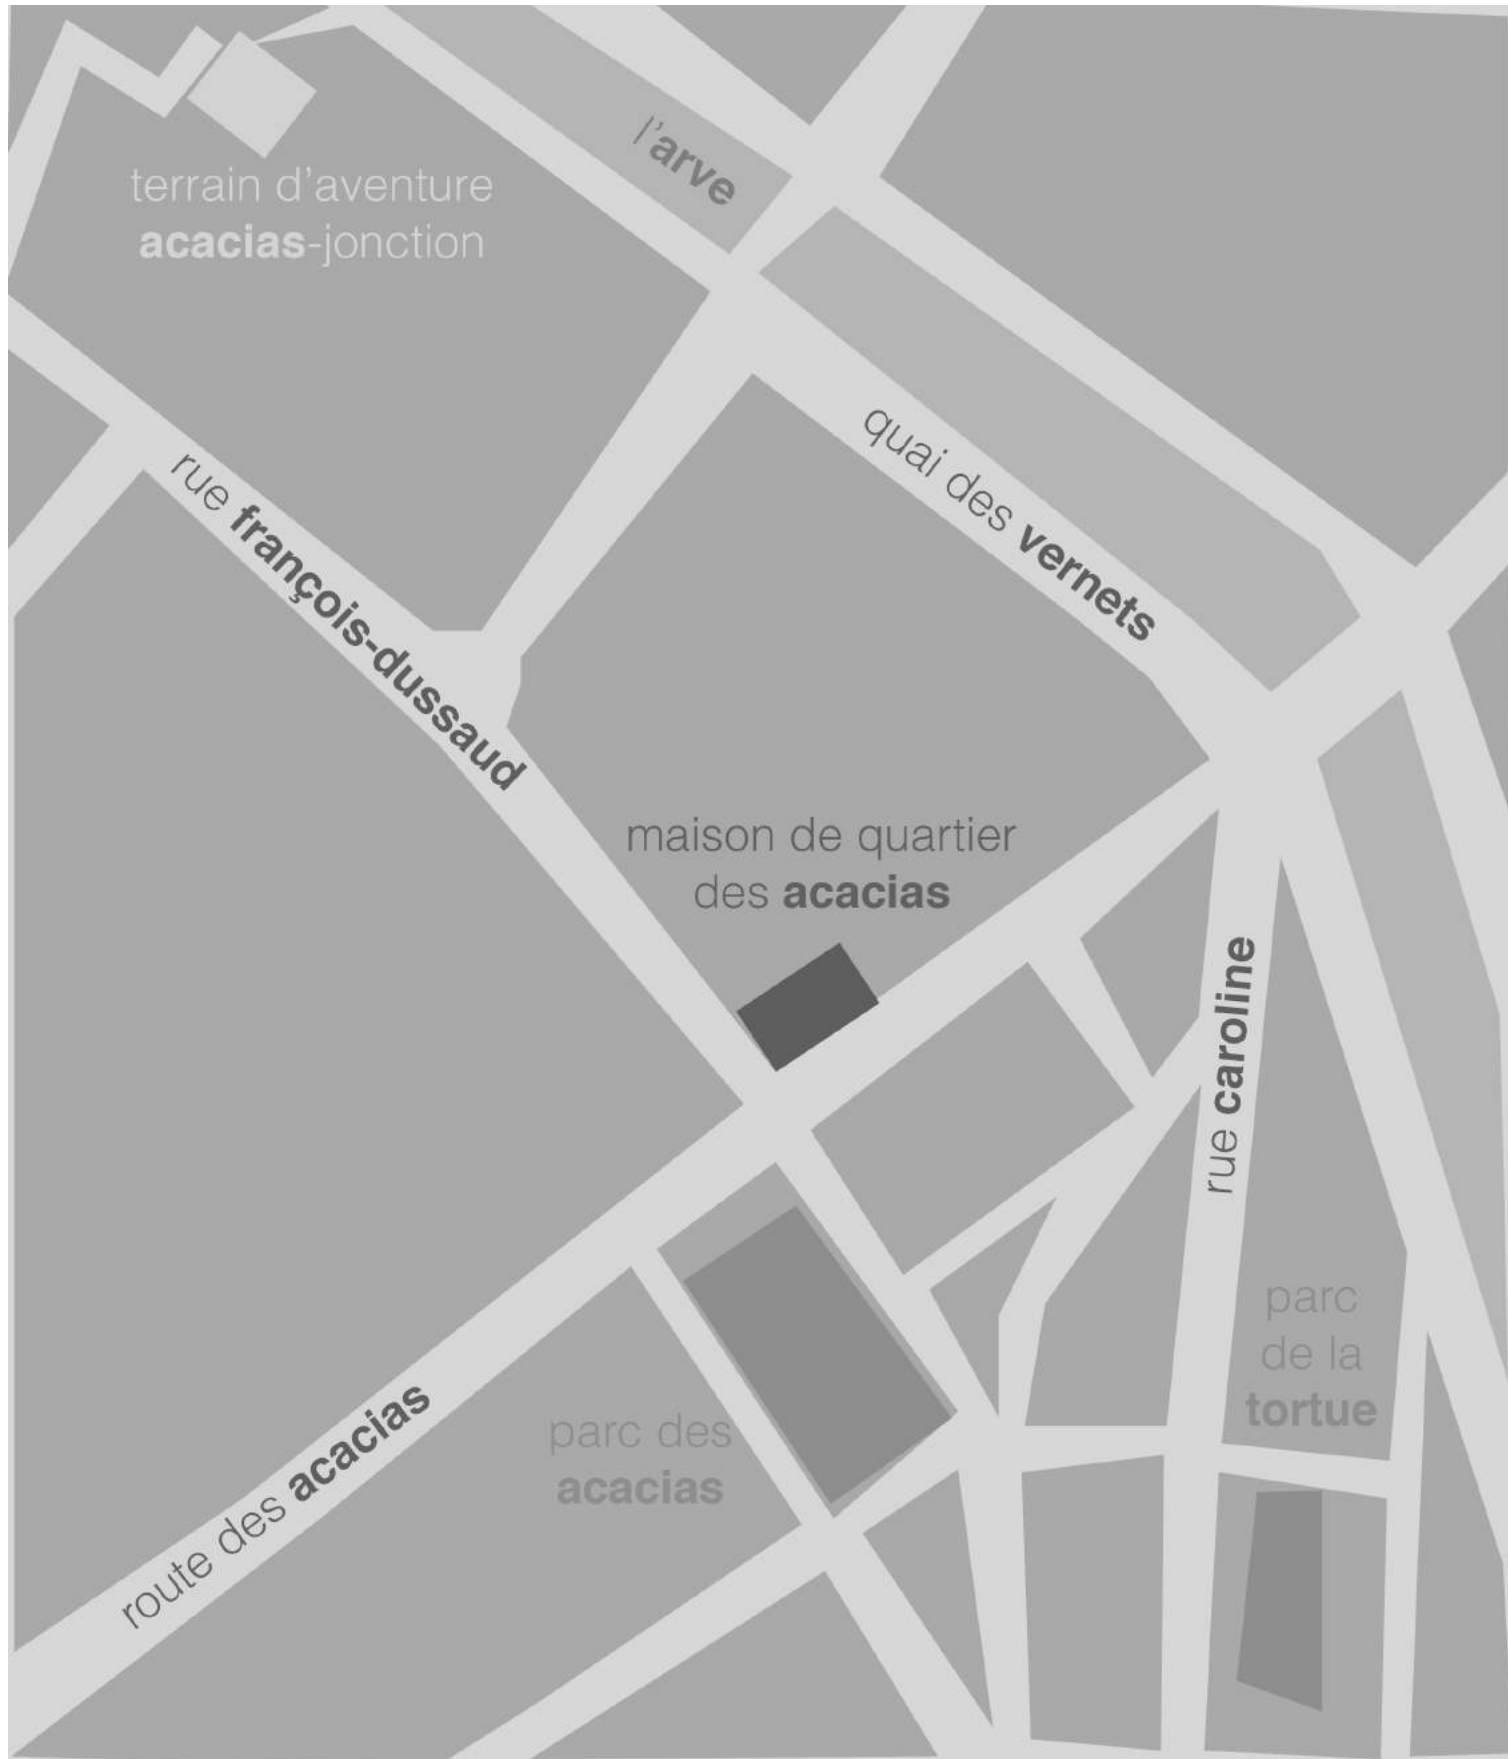 l'arve
terrain d'aventure
acacias-jonction
quai des vernets
rue françois-dussaud
maison de quartier
des acacias
rue caroline
parc
de la
tortue
parc des
acacias
route des acacias